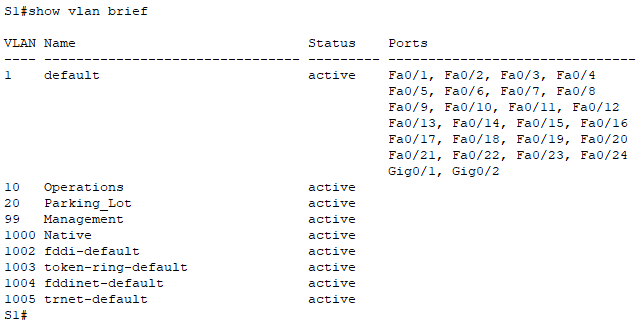 S1#show vlan brief
VLAN Name                             Status    Ports
---- -------------------------------- --------- -------------------------------
1    default                          active    Fa0/1, Fa0/2, Fa0/3, Fa0/4
                                                Fa0/5, Fa0/6, Fa0/7, Fa0/8
                                                Fa0/9, Fa0/10, Fa0/11, Fa0/12
                                                Fa0/13, Fa0/14, Fa0/15, Fa0/16
                                                Fa0/17, Fa0/18, Fa0/19, Fa0/20
                                                Fa0/21, Fa0/22, Fa0/23, Fa0/24
                                                Gig0/1, Gig0/2
10   Operations                       active
20   Parking_Lot                      active
99   Management                       active
1000 Native                           active
1002 fddi-default                     active
1003 token-ring-default               active
1004 fddinet-default                  active
1005 trnet-default                    active
S1#